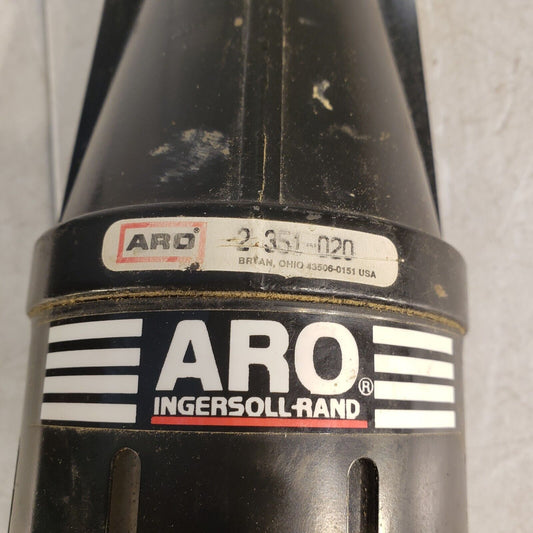 ARO 2-351-020
BRYAN, OHIO 43506-0151 USA
ARO®
INGERSOLL-RAND